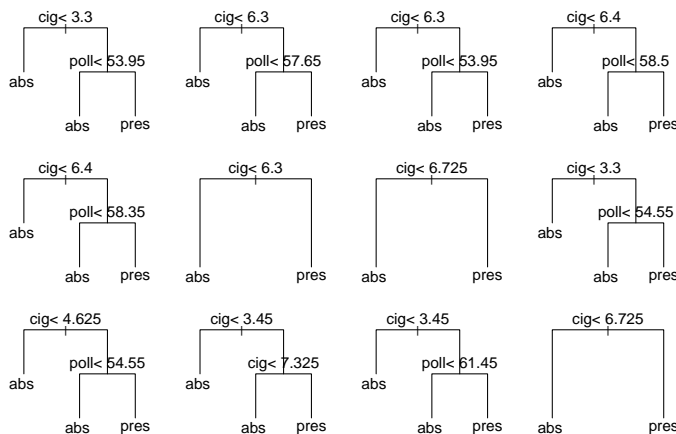 cig< 3.3 cig< 6.3 cig< 6.3 cig< 6.4
poll< 53.95 poll< 57.65 poll< 53.95 poll< 58.5
abs abs abs abs
abs pres abs pres abs pres abs pres
cig< 6.4 cig< 6.3 cig< 6.725 cig< 3.3
poll< 58.35 poll< 54.55
abs abs
abs pres abs pres abs pres abs pres
cig< 4.625 cig< 3.45 cig< 3.45 cig< 6.725
poll< 54.55 cig< 7.325 poll< 61.45
abs abs abs
abs pres abs pres abs pres abs pres